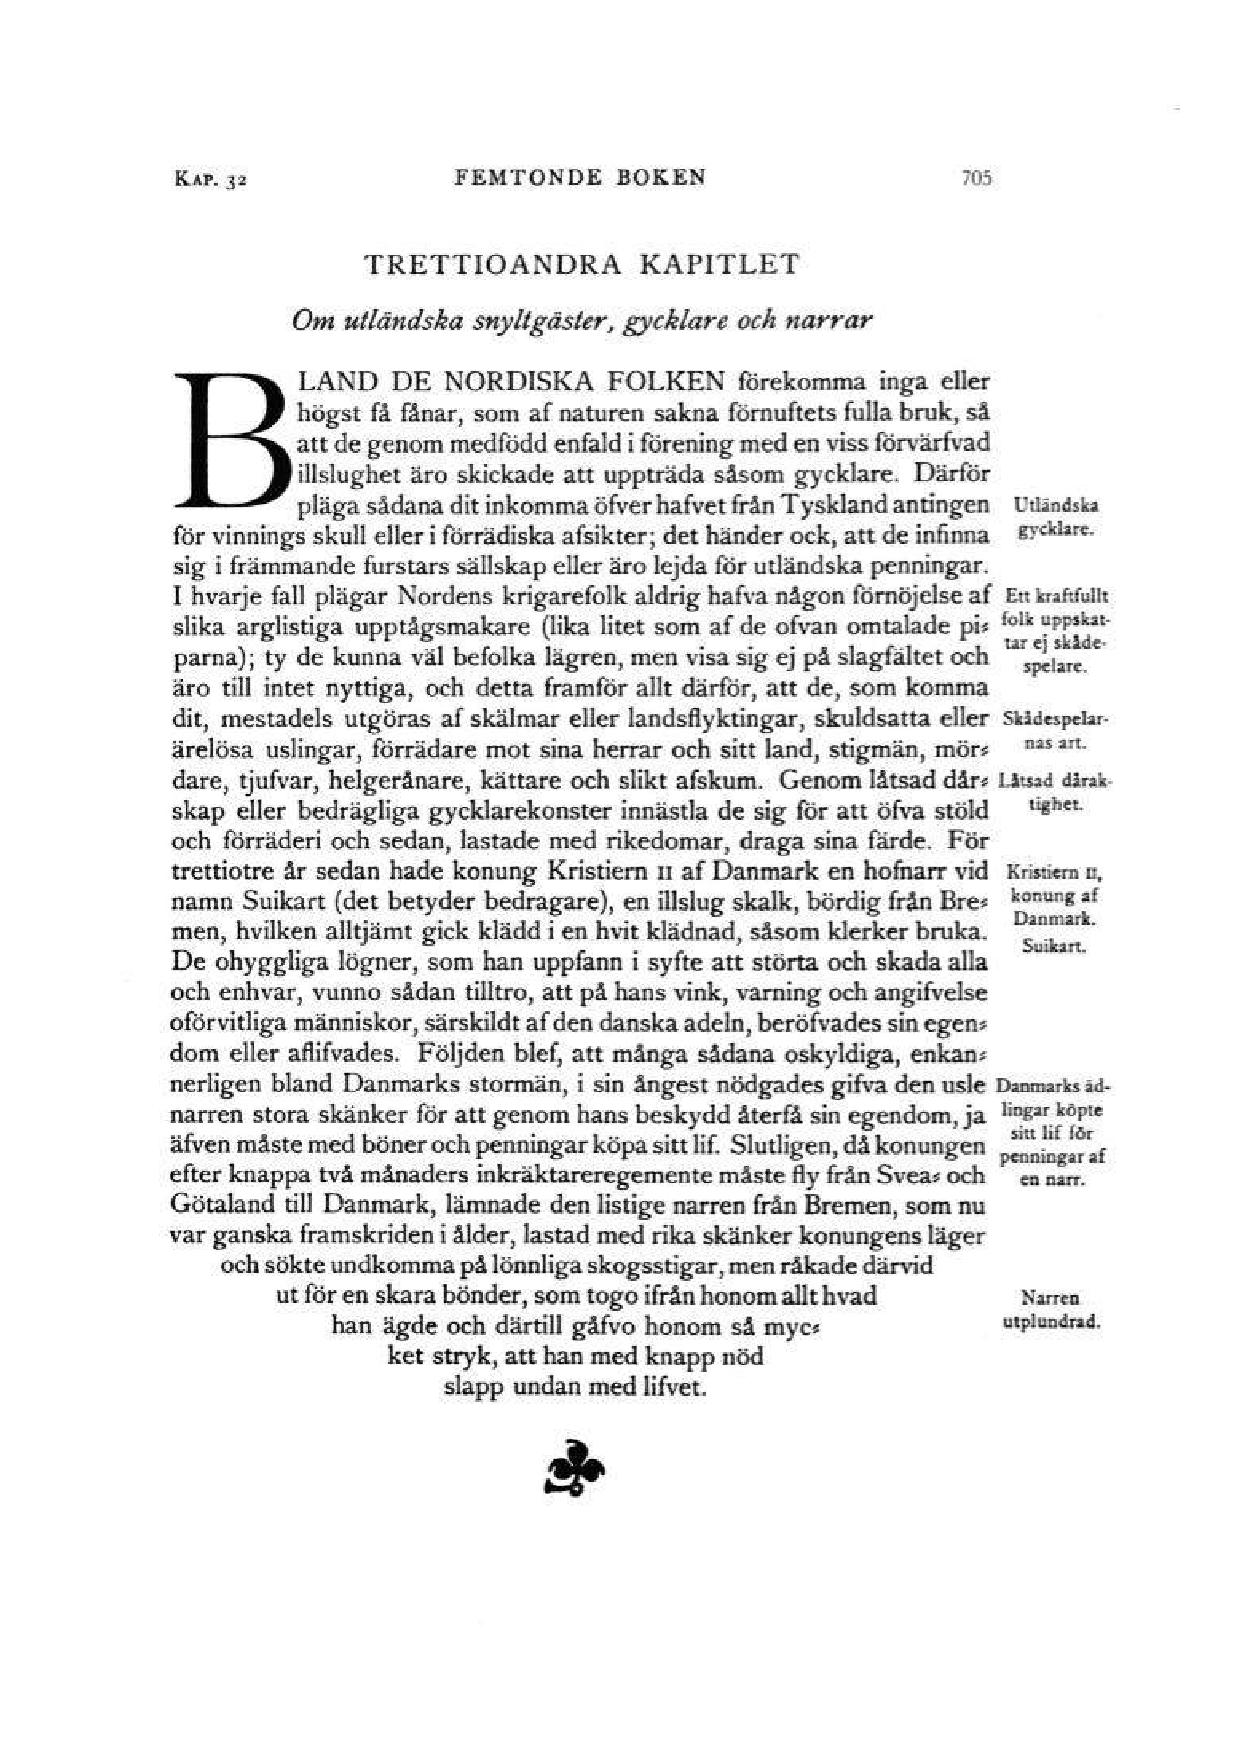 KAP. 32
FEMTONDE BOKEN
705
TRETTIOANDRA KAPITLET
Om utländska snyltgäster, gycklare och narrar
BLAND DE NORDISKA FOLKEN förekomma inga eller
högst få fånar, som af naturen sakna förnuftets fulla bruk, så
att de genom medfödd enfald i förening med en viss förvärfvad
illslughet äro skickade att uppträda såsom gycklare. Därför
pläga sådana dit inkomma öfver hafvet från Tyskland antingen
för vinnings skull eller i förrädiska afsikter; det händer ock, att de infinna
sig i främmande furstars sällskap eller äro lejda för utländska penningar.
I hvarje fall plägar Nordens krigarefolk aldrig hafva någon förnöjelse af
slika arglistiga upptågsmakare (lika litet som af de ofvan omtalade pi-
parna); ty de kunna väl befolka lägren, men visa sig ej på slagfältet och
äro till intet nyttiga, och detta framför allt därför, att de, som komma
dit, mestadels utgöras af skälmar eller landsflyktingar, skuldsatta eller
ärelösa uslingar, förrädare mot sina herrar och sitt land, stigmän, mör-
dare, tjufvar, helgerånare, kättare och slikt afskum. Genom låtsad dår-
skap eller bedrägliga gycklarekonster innästla de sig för att öfva stöld
och förräderi och sedan, lastade med rikedomar, draga sina färde. För
trettiotre år sedan hade konung Kristiern II af Danmark en hofnarr vid
namn Suikart (det betyder bedragare), en illslug skalk, bördig från Bre-
men, hvilken alltjämt gick klädd i en hvit klädnad, såsom klerker bruka.
De ohyggliga lögner, som han uppfann i syfte att störta och skada alla
och enhvar, vunno sådan tilltro, att på hans vink, varning och angifvelse
oförvitliga människor, särskildt af den danska adeln, beröfvades sin egen-
dom eller aflifvades. Följden blef, att många sådana oskyldiga, enkan-
nerligen bland Danmarks stormän, i sin ångest nödgades gifva den usle
narren stora skänker för att genom hans beskydd återfå sin egendom, ja
äfven måste med böner och penningar köpa sitt lif. Slutligen, då konungen
efter knappa två månaders inkräktareregemente måste fly från Svea- och
Götaland till Danmark, lämnade den listige narren från Bremen, som nu
var ganska framskriden i ålder, lastad med rika skänker konungens läger
och sökte undkomma på lönnliga skogsstigar, men råkade därvid
ut för en skara bönder, som togo ifrån honom allt hvad
han ägde och därtill gåfvo honom så myc-
ket stryk, att han med knapp nöd
slapp undan med lifvet.
Utländska
gycklare.
Ett kraftfullt
folk uppskat-
tar ej skåde-
spelare.
Skådespelar-
nas art.
Låtsad dårak-
tighet.
Kristiern II,
konung af
Danmark.
Suikart.
Danmarks äd-
lingar köpte
sitt lif för
penningar af
en narr.
Narren
utplundrad.